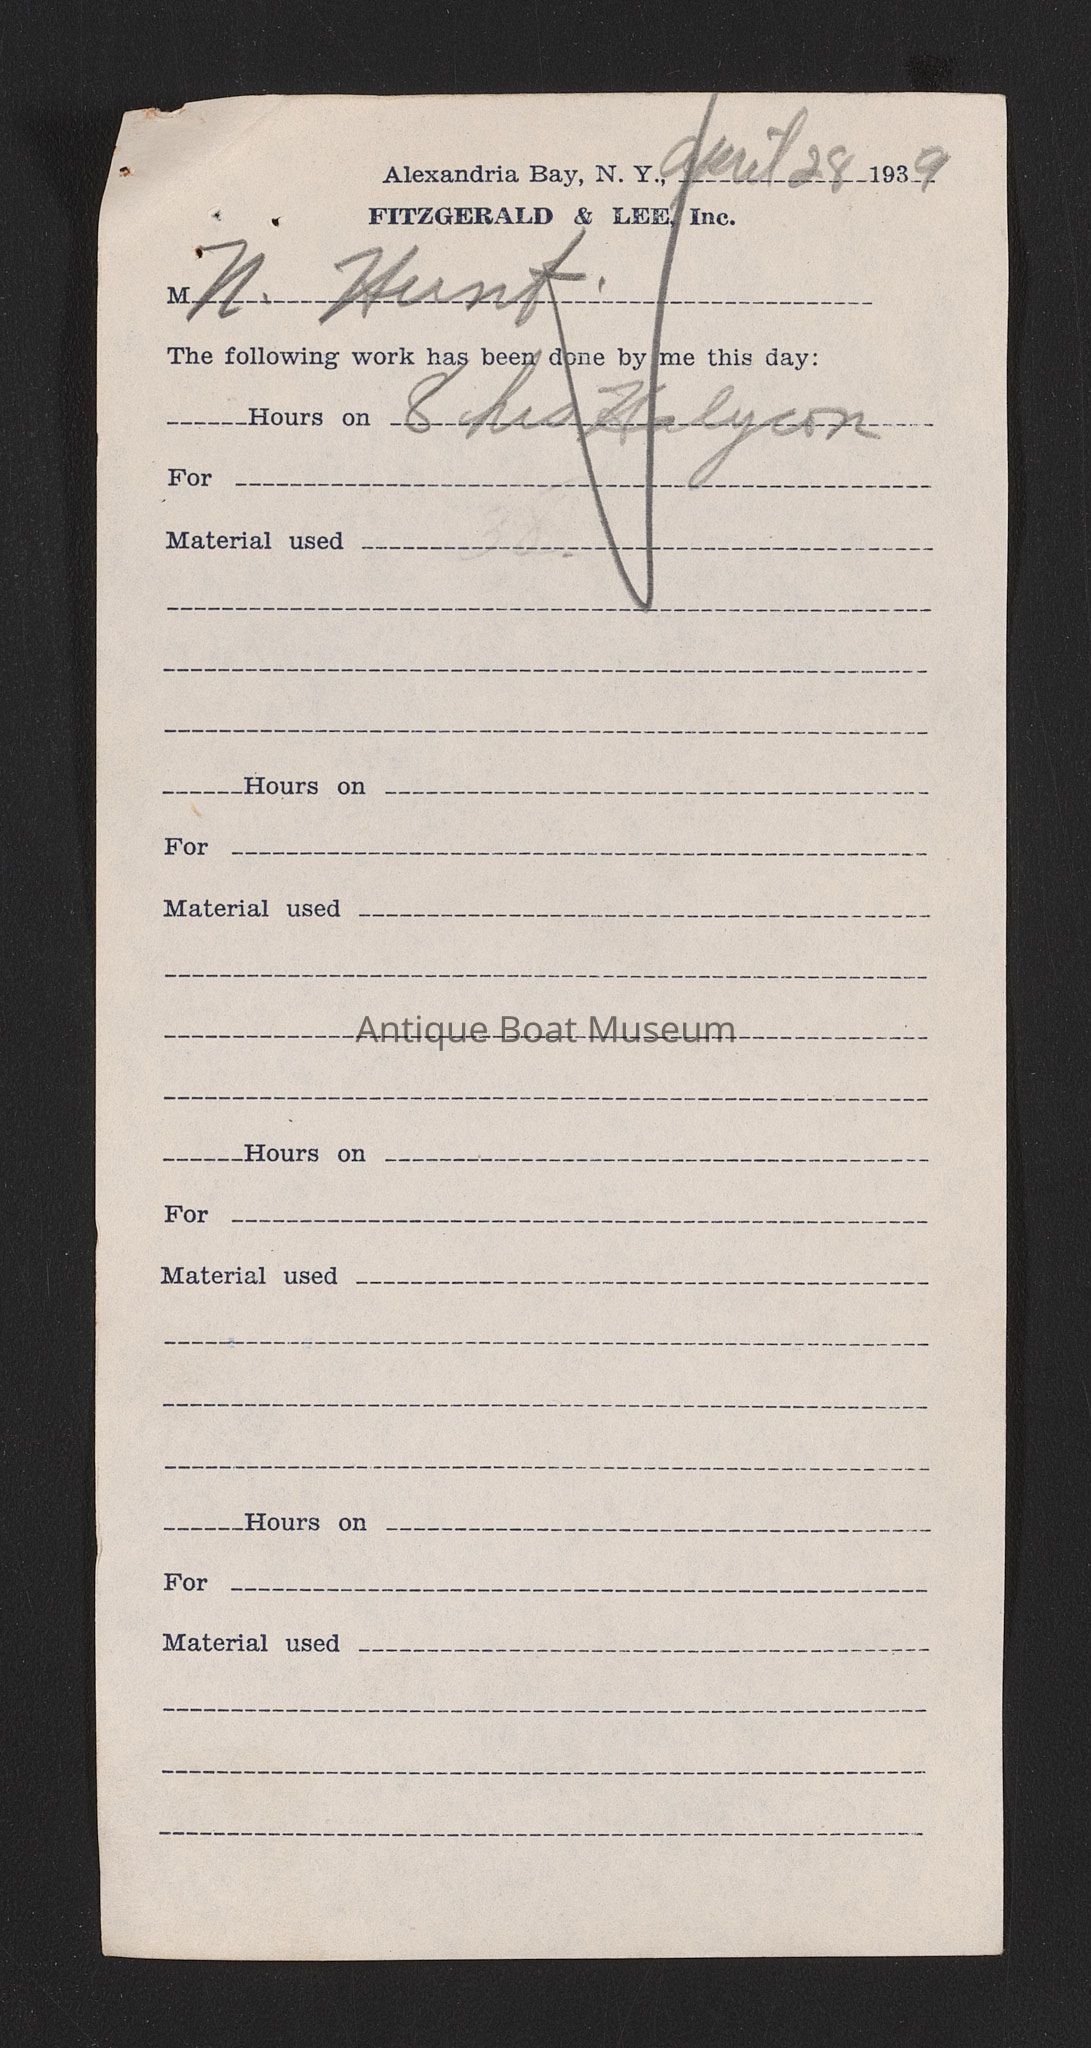 Alexandria Bay, N. Y., April 28 1939
FITZGERALD & LEE, Inc.
M N. Hunt.
The following work has been done by me this day:
Hours on 8 hrs Halycon
For
Material used
Hours on
For
Material used
Antique Boat Museum
Hours on
For
Material used
Hours on
For
Material used